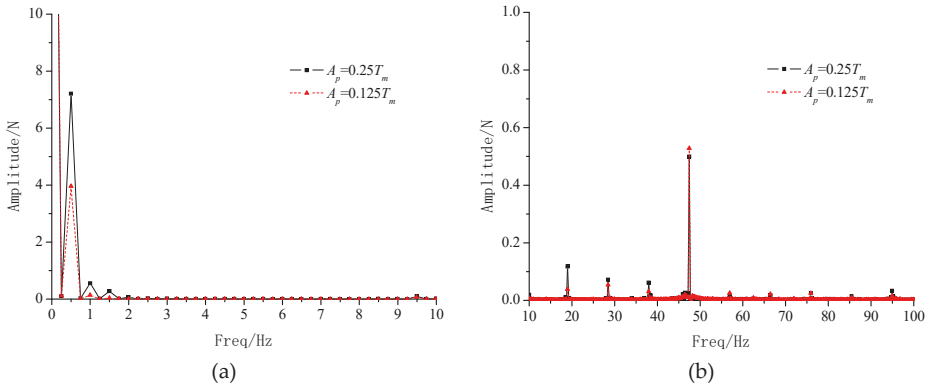 10
8
6
4
2
0
Amplitude/N
0 1 2 3 4 5 6 7 8 9 10
Freq/Hz
A_p=0.25T_m
A_p=0.125T_m
(a)
1.0
0.8
0.6
0.4
0.2
0.0
Amplitude/N
10 20 30 40 50 60 70 80 90 100
Freq/Hz
A_p=0.25T_m
A_p=0.125T_m
(b)